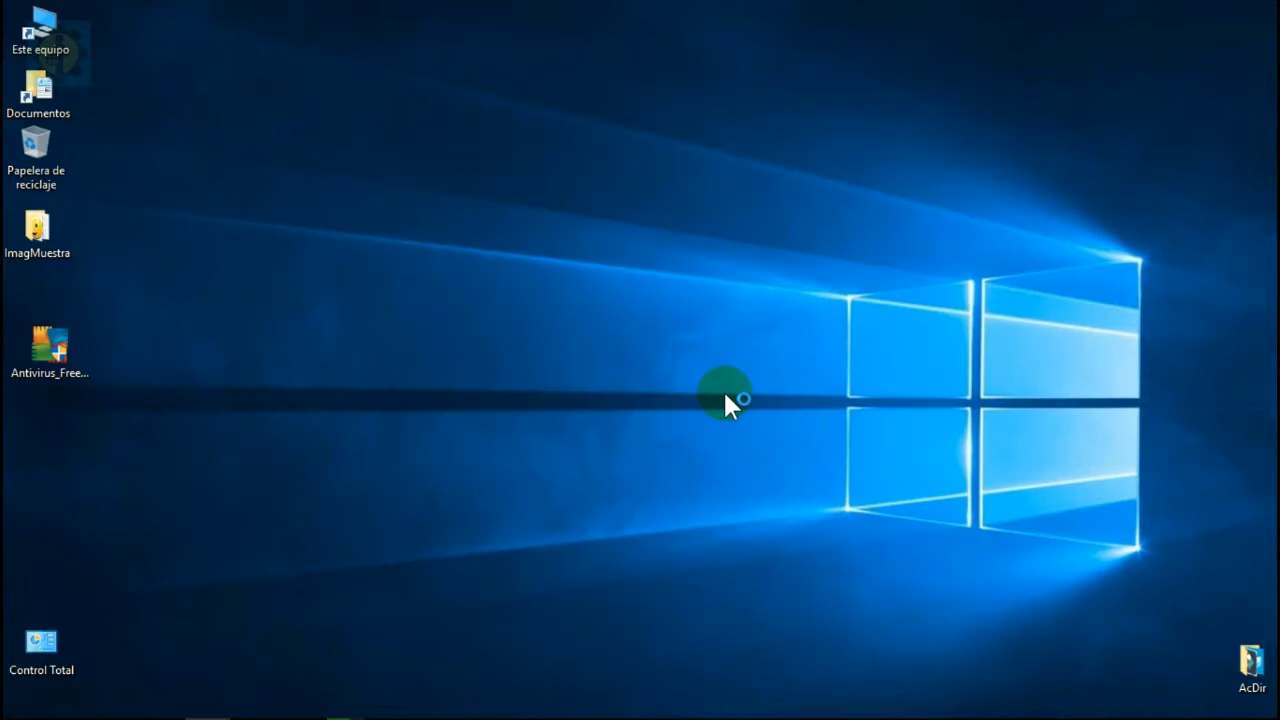 Este equipo
Documentos
Papelera de
reciclaje
ImagMuestra
Antivirus_Free...
Control Total
AcDir